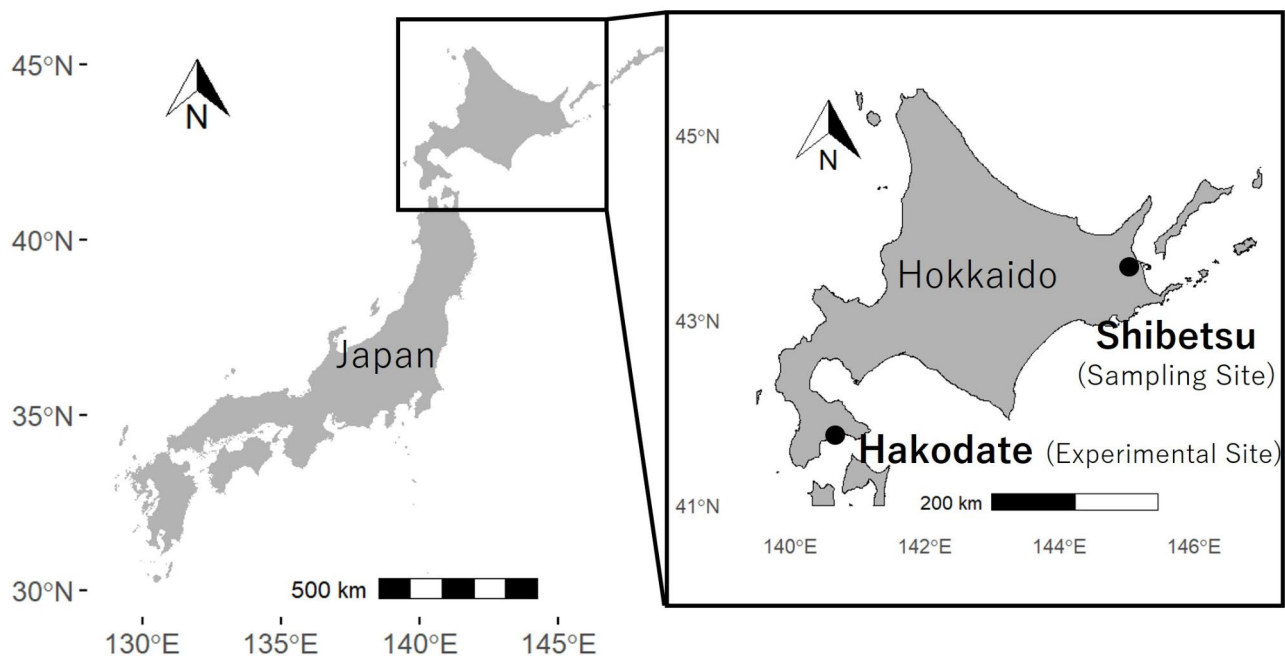 45°N
40°N
35°N
30°N
130°E
135°E
140°E
145°E
N
Japan
500 km
45°N
43°N
41°N
140°E
142°E
144°E
146°E
N
Hokkaido
Shibetsu
(Sampling Site)
Hakodate (Experimental Site)
200 km